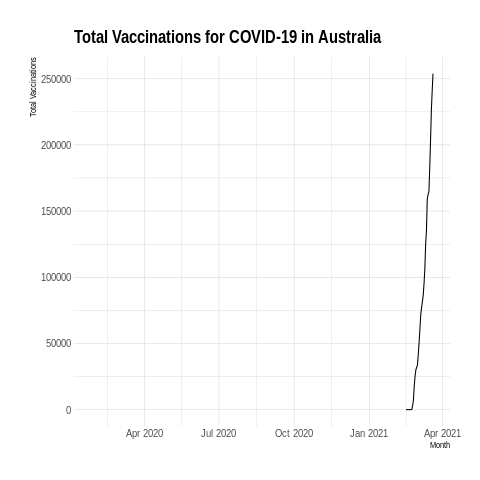 Total Vaccinations for COVID-19 in Australia
Total Vaccinations
250000
200000
150000
100000
50000
0
Apr 2020 Jul 2020 Oct 2020 Jan 2021 Apr 2021
Month